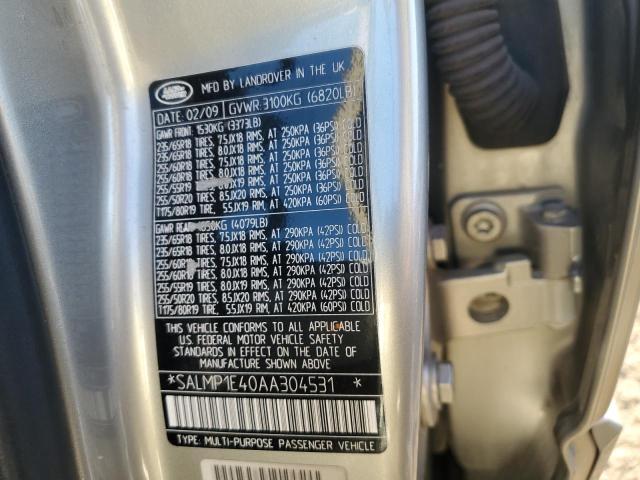 LAND ROVER
MFD BY LANDROVER IN THE UK
DATE: 02/09 GVWR 3100KG (6820LB)
GAWR FRONT: 1530KG (3373LB)
235/65R18 TIRES, 7.5JX18 RIMS, AT 250KPA (36PSI) COLD
235/65R18 TIRES, 8.0JX18 RIMS, AT 250KPA (36PSI) COLD
255/60R18 TIRES, 7.5JX18 RIMS, AT 250KPA (36PSI) COLD
255/60R18 TIRES, 8.0JX18 RIMS, AT 250KPA (36PSI) COLD
255/55R19 8.0JX19 RIMS, AT 250KPA (36PSI) COLD
255/50R20 TIRES, 8.5JX20 RIMS, AT 250KPA (36PSI) COLD
T175/80R19 TIRE, 5.5JX19 RIM, AT 420KPA (60PSI) COLD
GAWR REAR: 1850KG (4079LB)
235/65R18 TIRES, 7.5JX18 RIMS, AT 290KPA (42PSI) COLD
235/65R18 TIRES, 8.0JX18 RIMS, AT 290KPA (42PSI) COLD
255/60R18 TIRES, 7.5JX18 RIMS, AT 290KPA (42PSI) COLD
255/60R18 TIRES, 8.0JX18 RIMS, AT 290KPA (42PSI) COLD
255/55R19 TIRES, 8.0JX19 RIMS, AT 290KPA (42PSI) COLD
255/50R20 TIRES, 8.5JX20 RIMS, AT 290KPA (42PSI) COLD
T175/80R19 TIRE, 5.5JX19 RIM, AT 420KPA (60PSI) COLD
THIS VEHICLE CONFORMS TO ALL APPLICABLE
U.S. FEDERAL MOTOR VEHICLE SAFETY
STANDARDS IN EFFECT ON THE DATE OF
MANUFACTURE SHOWN ABOVE.
*SALMP1E40AA304531 *
TYPE: MULTI-PURPOSE PASSENGER VEHICLE